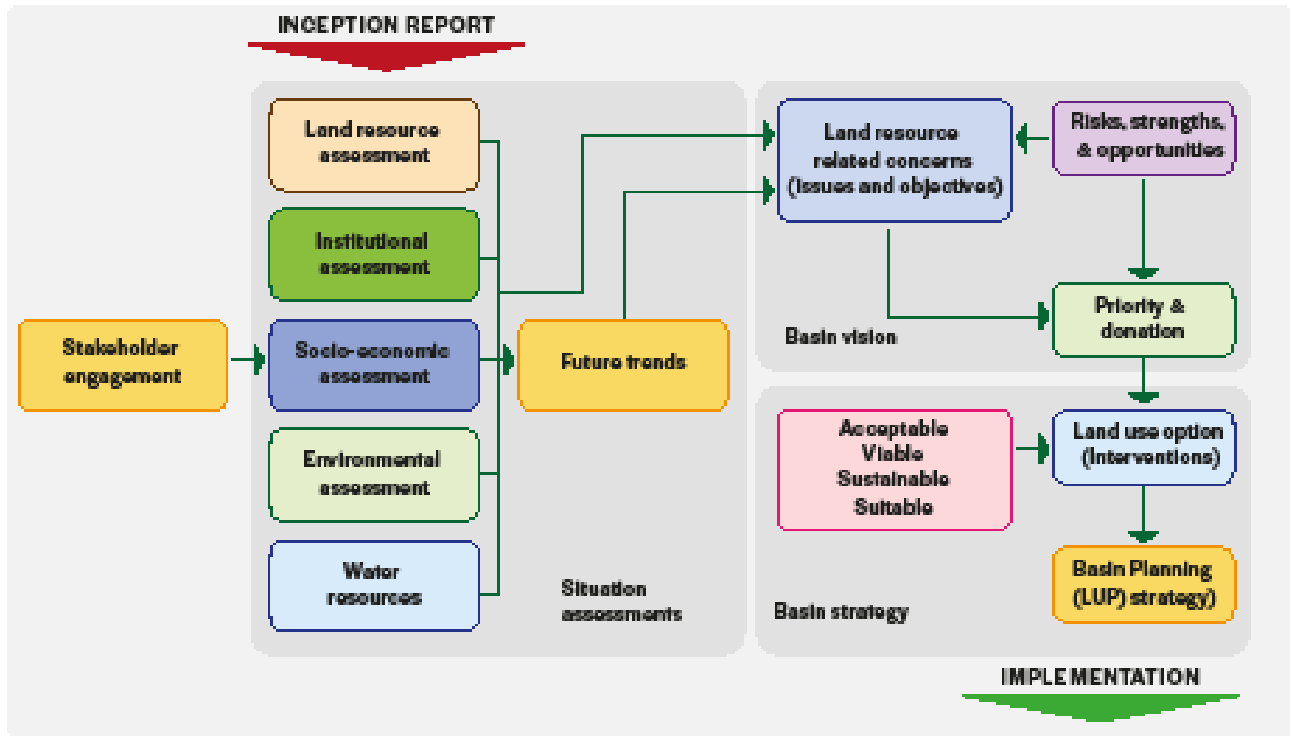 INCEPTION REPORT
Land resource
assessment
Institutional
assessment
Stakeholder
engagement
Socio-economic
assessment
Future trends
Environmental
assessment
Water
resources
Situation
assessments
Land resource
related concerns
(Issues and objectives)
Risks, strengths,
& opportunities
Priority &
donation
Basin vision
Acceptable
Viable
Sustainable
Suitable
Land use option
(Interventions)
Basin Planning
(LUP) strategy)
Basin strategy
IMPLEMENTATION